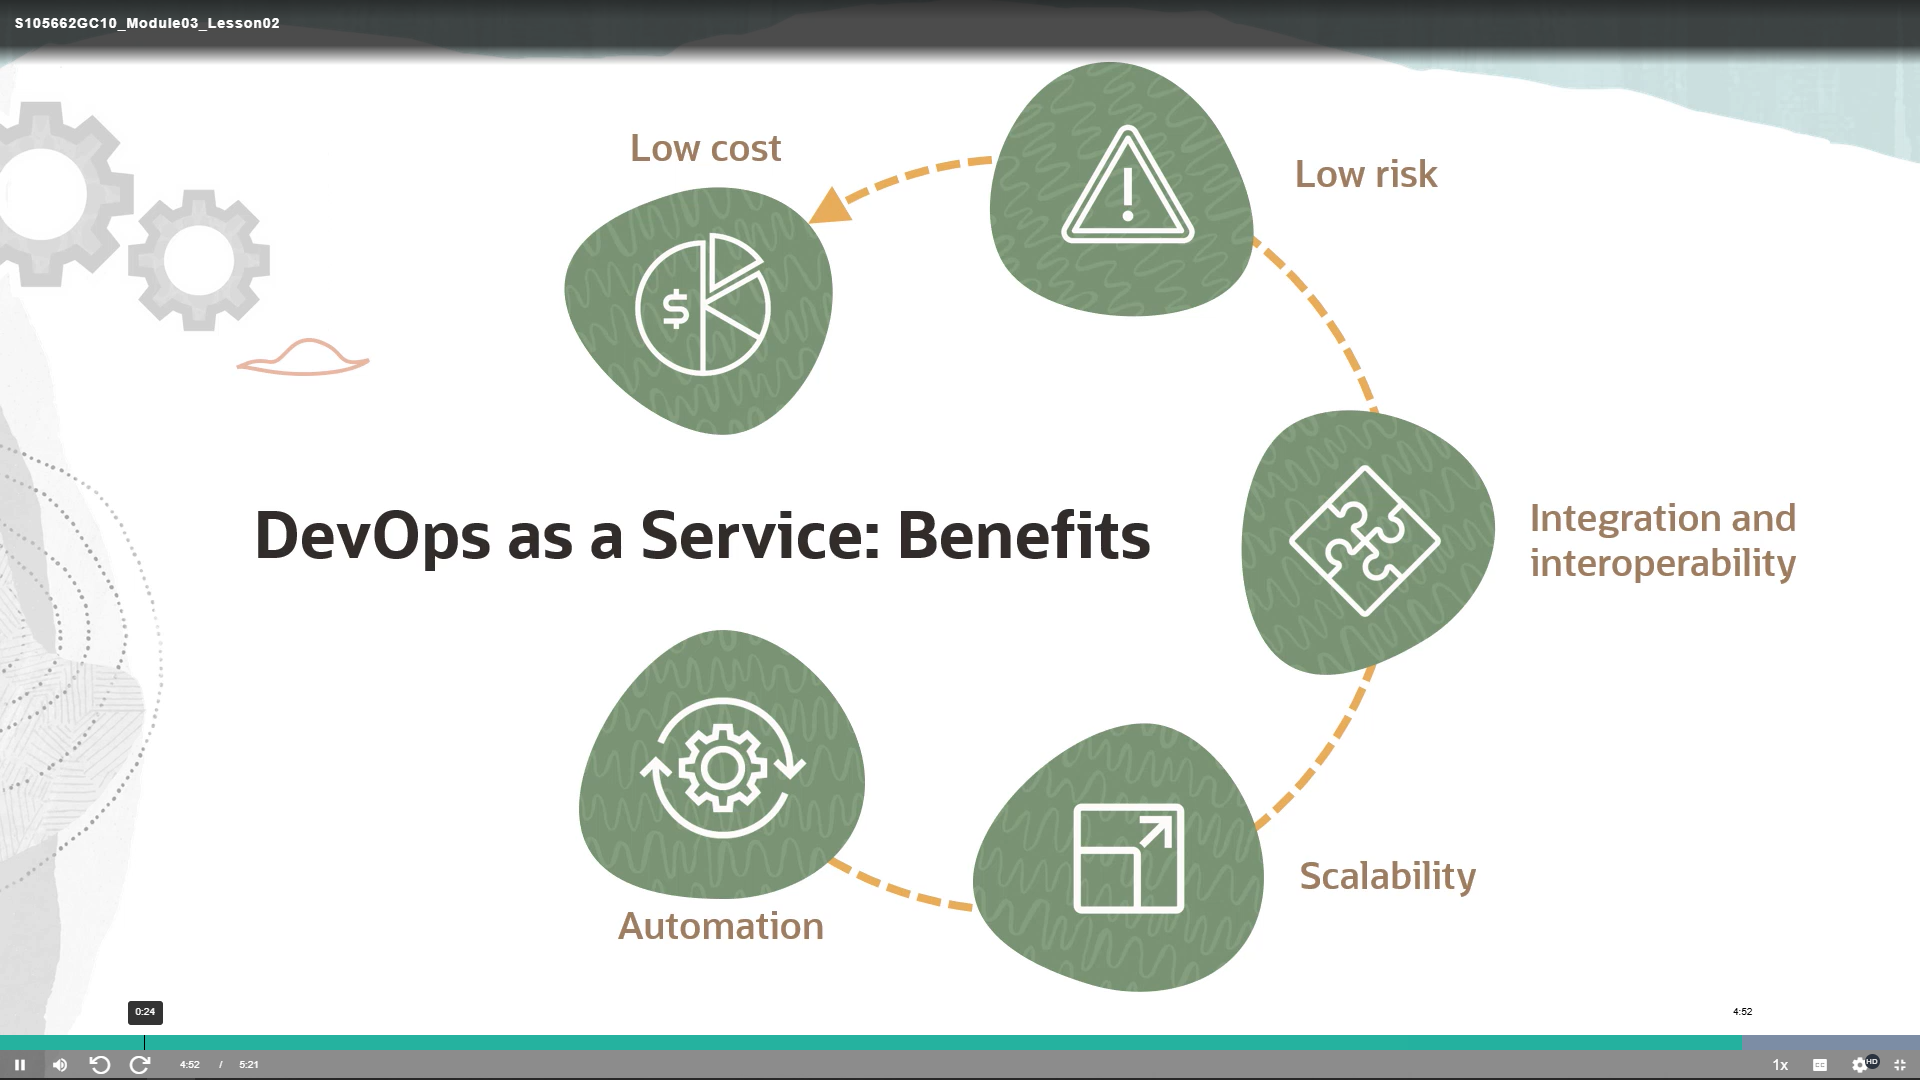 S105662GC10_Module03_Lesson02
Low cost
Low risk
$
Integration and
interoperability
DevOps as a Service: Benefits
Scalability
Automation
0:24
4:52
4:52 / 5:21
1x
CC
HD